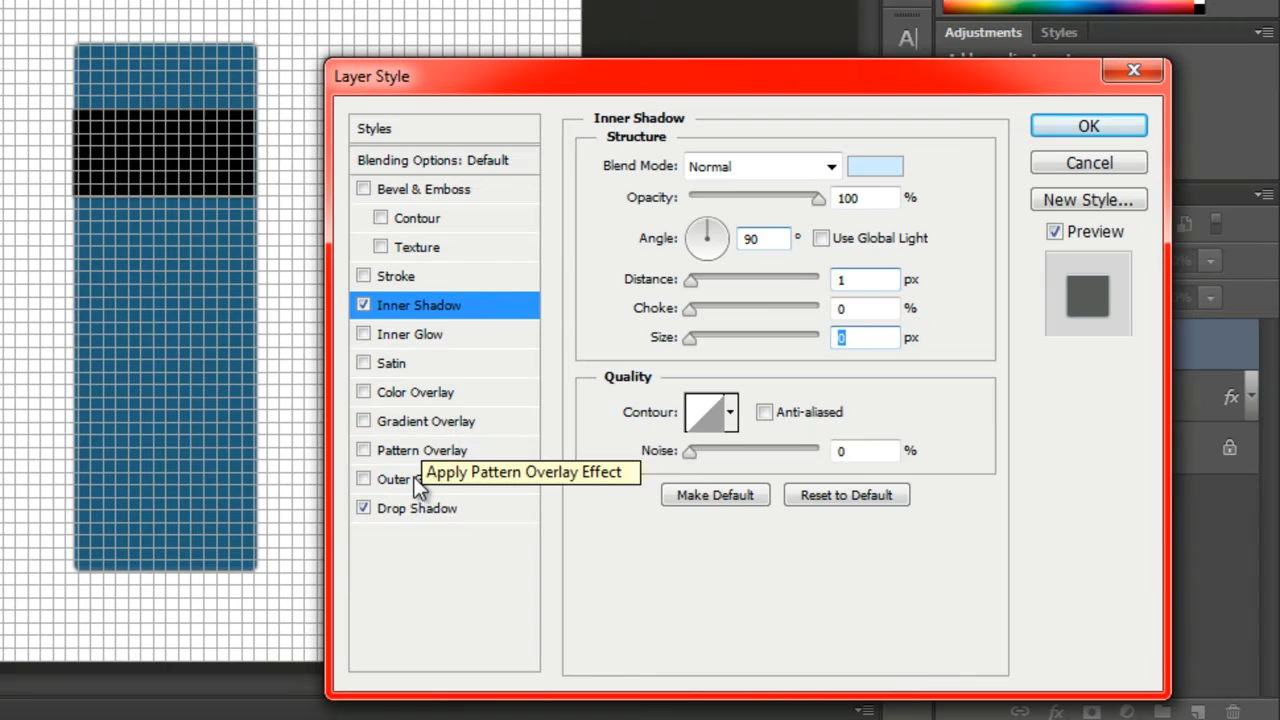 Adjustments Styles
Layer Style
Styles
Blending Options: Default
Bevel & Emboss
Contour
Texture
Stroke
Inner Shadow
Inner Glow
Satin
Color Overlay
Gradient Overlay
Pattern Overlay
Outer
Drop Shadow
Apply Pattern Overlay Effect
Inner Shadow
Structure
Blend Mode: Normal
Opacity: 100 %
Angle: 90 ° Use Global Light
Distance: 1 px
Choke: 0 %
Size: 0 px
Quality
Contour: Anti-aliased
Noise: 0 %
Make Default Reset to Default
OK
Cancel
New Style...
Preview
A
fx
fx